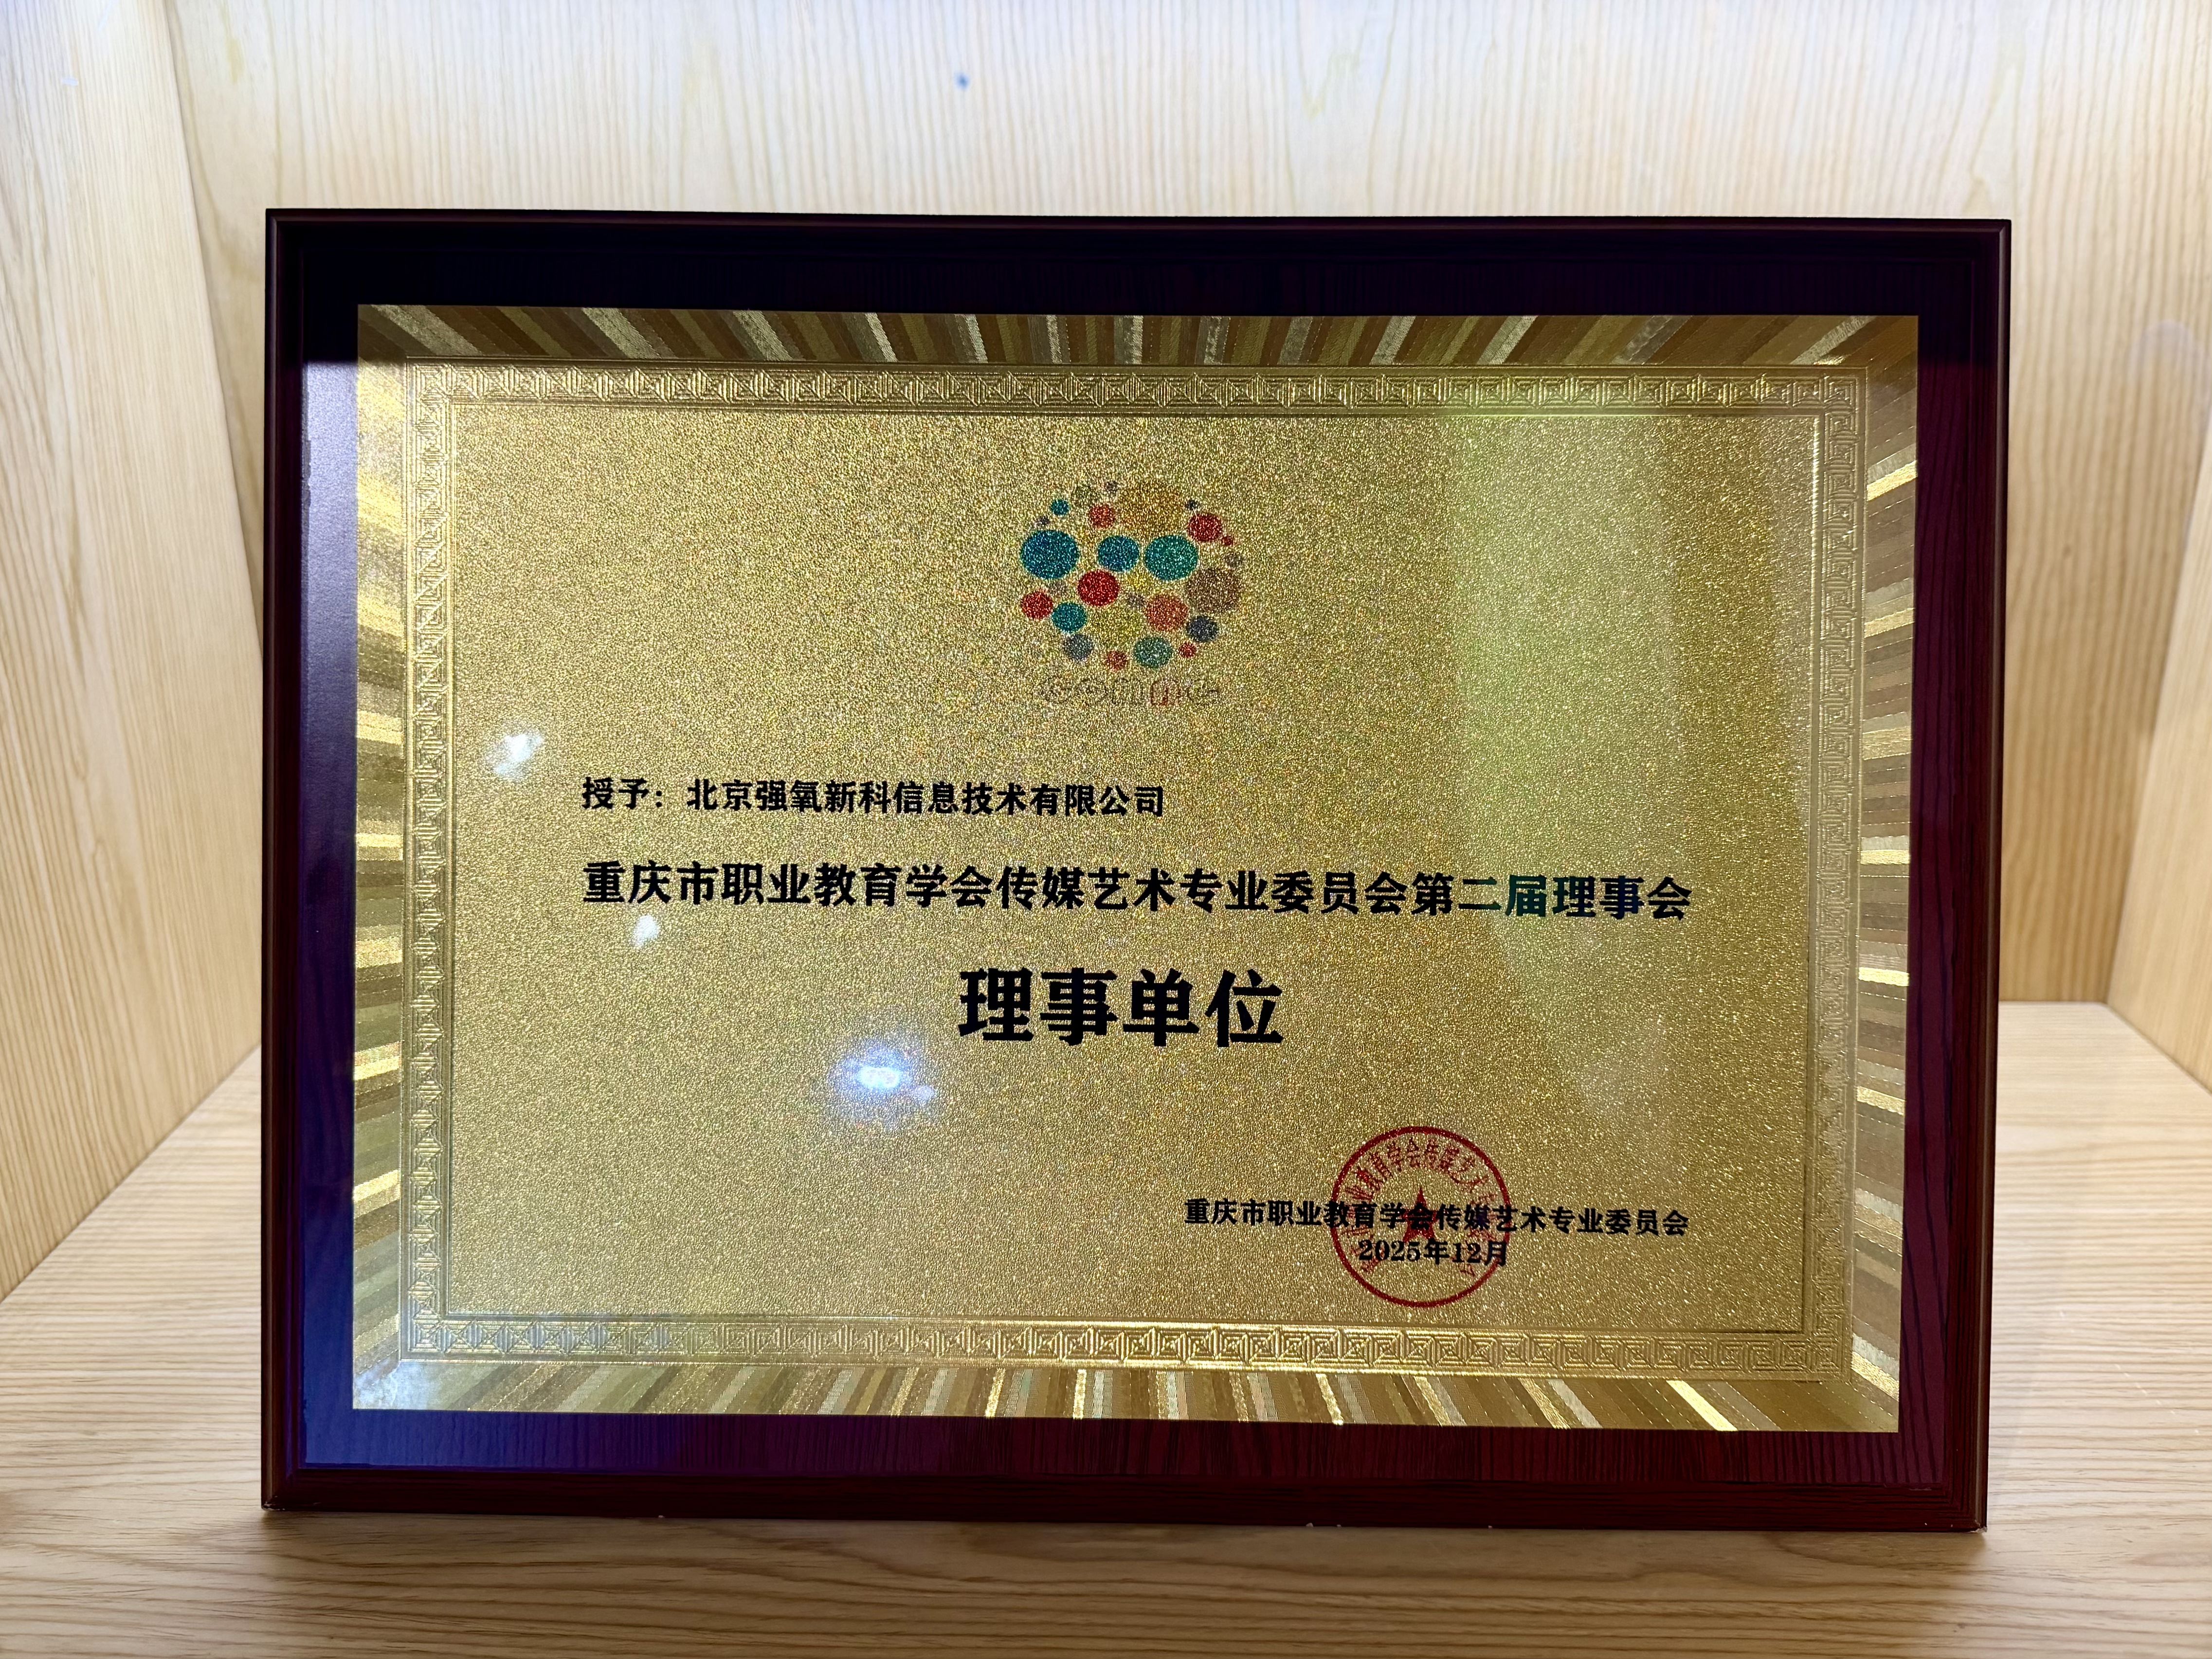 授予：北京强氧新科信息技术有限公司
重庆市职业教育学会传媒艺术专业委员会第二届理事会
理事单位
重庆市职业教育学会传媒艺术专业委员会
2025年12月